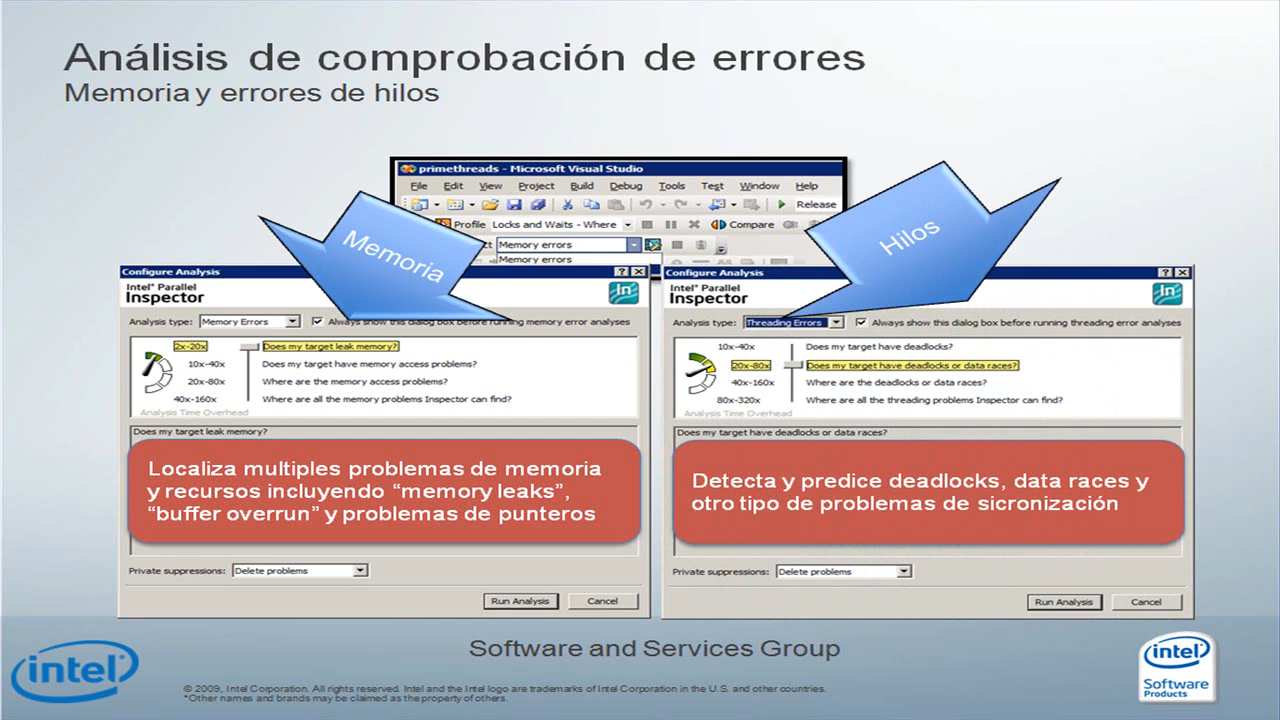 Análisis de comprobación de errores
Memoria y errores de hilos
primethreads - Microsoft Visual Studio
File Edit View Project Build Debug Tools Test Window Help
Release
Profile Locks and Waits - Where Compare
Memory errors
Memory errors
Memoria
Hilos
Configure Analysis
Intel® Parallel
Inspector
In
Analysis type: Memory Errors Always show this dialog box before running memory error analyses
2x-20x Does my target leak memory?
10x-40x Does my target have memory access problems?
20x-80x Where are the memory access problems?
40x-160x Where are all the memory problems Inspector can find?
Analysis Time Overhead
Does my target leak memory?
Localiza multiples problemas de memoria
y recursos incluyendo “memory leaks”,
“buffer overrun” y problemas de punteros
Private suppressions: Delete problems
Run Analysis Cancel
Configure Analysis
Intel® Parallel
Inspector
In
Analysis type: Threading Errors Always show this dialog box before running threading error analyses
10x-40x Does my target have deadlocks?
20x-80x Does my target have deadlocks or data races?
40x-160x Where are the deadlocks or data races?
80x-320x Where are all the threading problems Inspector can find?
Analysis Time Overhead
Does my target have deadlocks or data races?
Detecta y predice deadlocks, data races y
otro tipo de problemas de sicronización
Private suppressions: Delete problems
Run Analysis Cancel
Software and Services Group
intel
© 2009, Intel Corporation. All rights reserved. Intel and the Intel logo are trademarks of Intel Corporation in the U.S. and other countries.
*Other names and brands may be claimed as the property of others.
intel
Software
Products